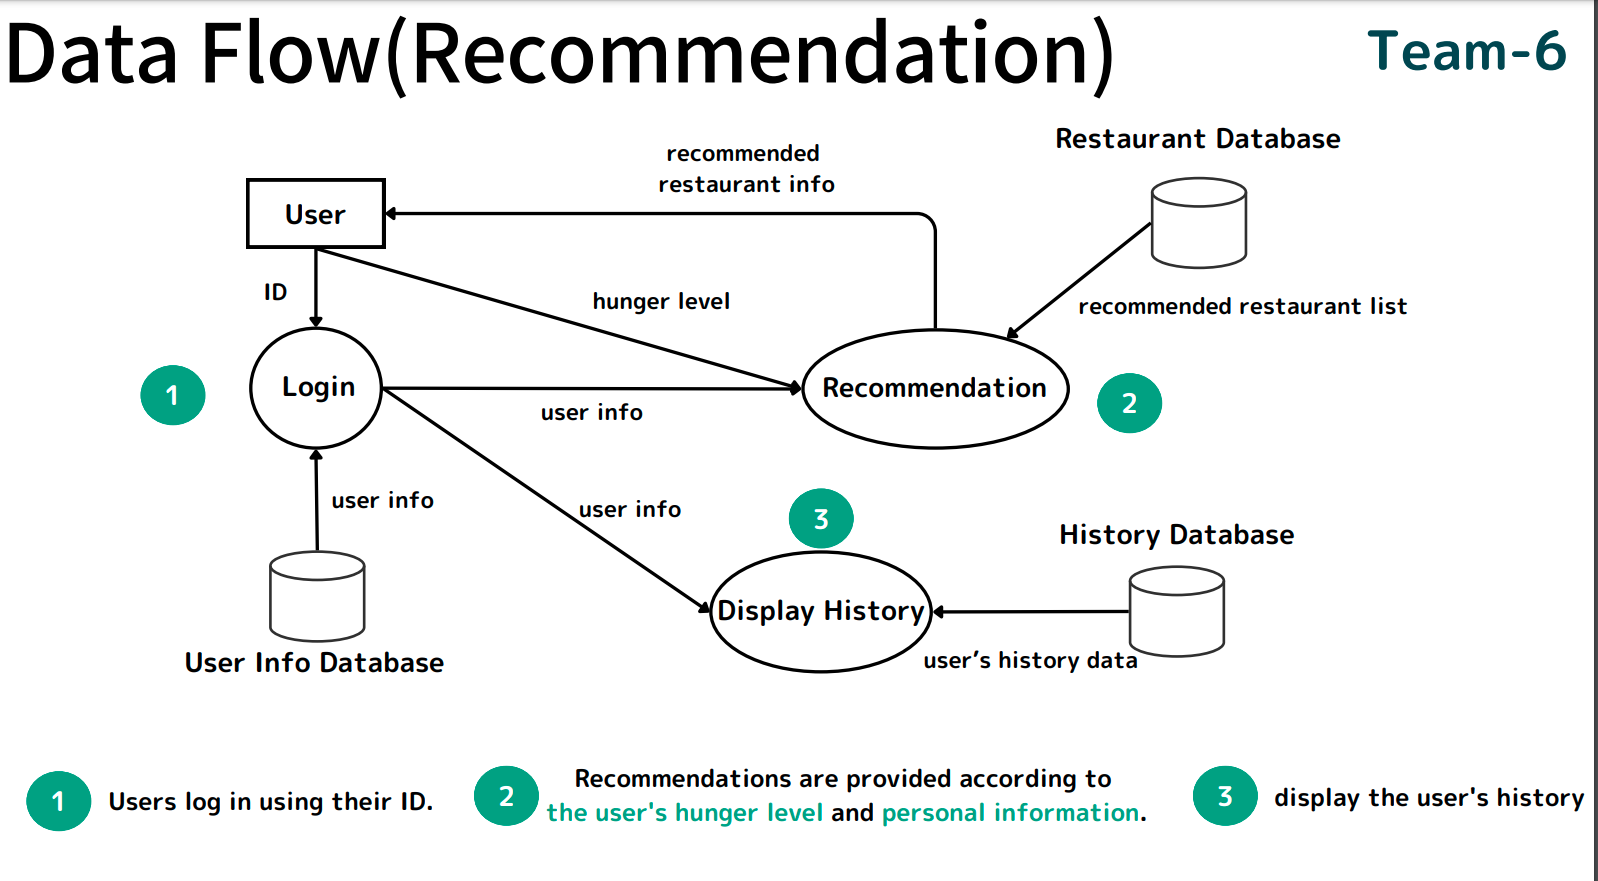 Data Flow(Recommendation)
Team-6
Restaurant Database
recommended
restaurant info
User
ID
hunger level
recommended restaurant list
Login
Recommendation
1
2
user info
user info
user info
3
History Database
Display History
user’s history data
User Info Database
1
Users log in using their ID.
2
Recommendations are provided according to
the user's hunger level and personal information.
3
display the user's history